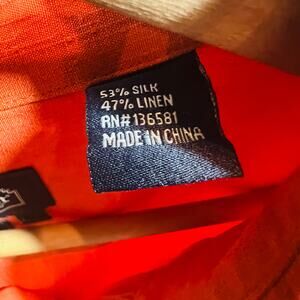 53% SILK
47% LINEN
RN#136581
MADE IN CHINA